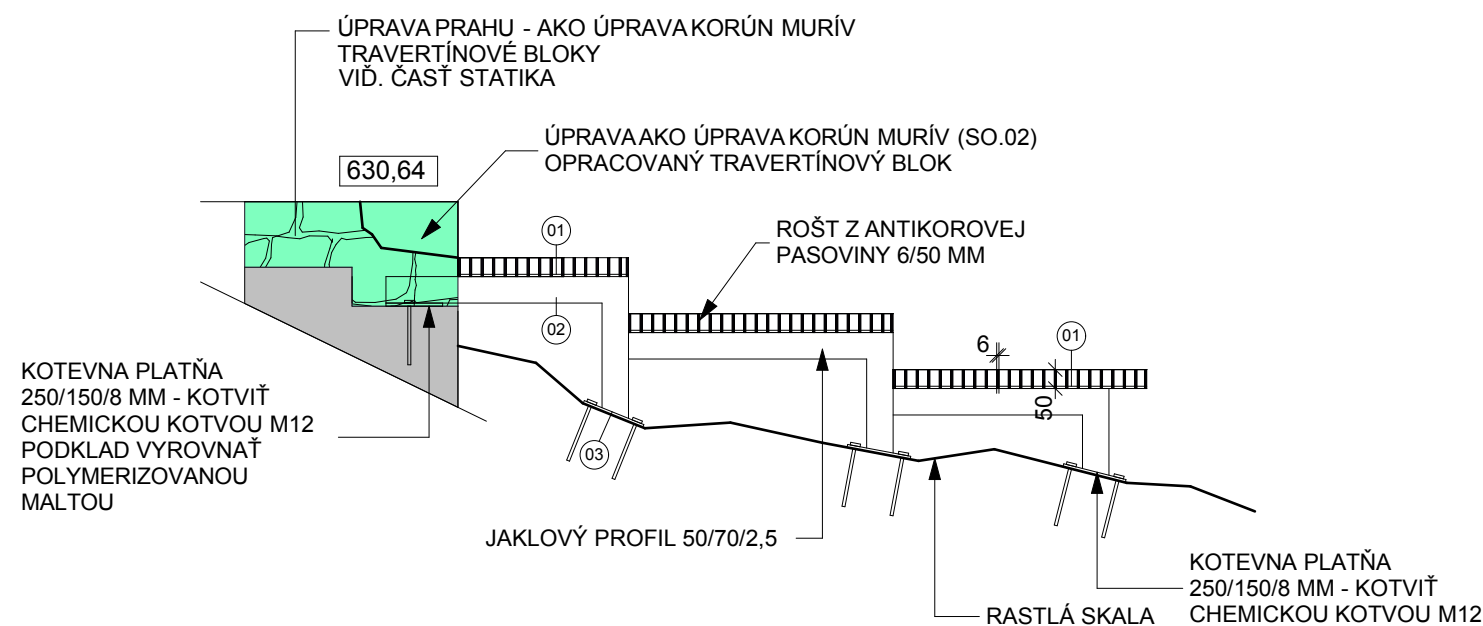 ÚPRAVA PRAHU - AKO ÚPRAVA KORÚN MURÍV
TRAVERTÍNOVÉ BLOKY
VIĎ. ČASŤ STATIKA
ÚPRAVA AKO ÚPRAVA KORÚN MURÍV (SO.02)
OPRACOVANÝ TRAVERTÍNOVÝ BLOK
630,64
ROŠT Z ANTIKOROVEJ
PASOVINY 6/50 MM
01
02
6
01
50
03
KOTEVNA PLATŇA
250/150/8 MM - KOTVIŤ
CHEMICKOU KOTVOU M12
PODKLAD VYROVNAŤ
POLYMERIZOVANOU
MALTOU
JAKLOVÝ PROFIL 50/70/2,5
RASTLÁ SKALA
KOTEVNA PLATŇA
250/150/8 MM - KOTVIŤ
CHEMICKOU KOTVOU M12